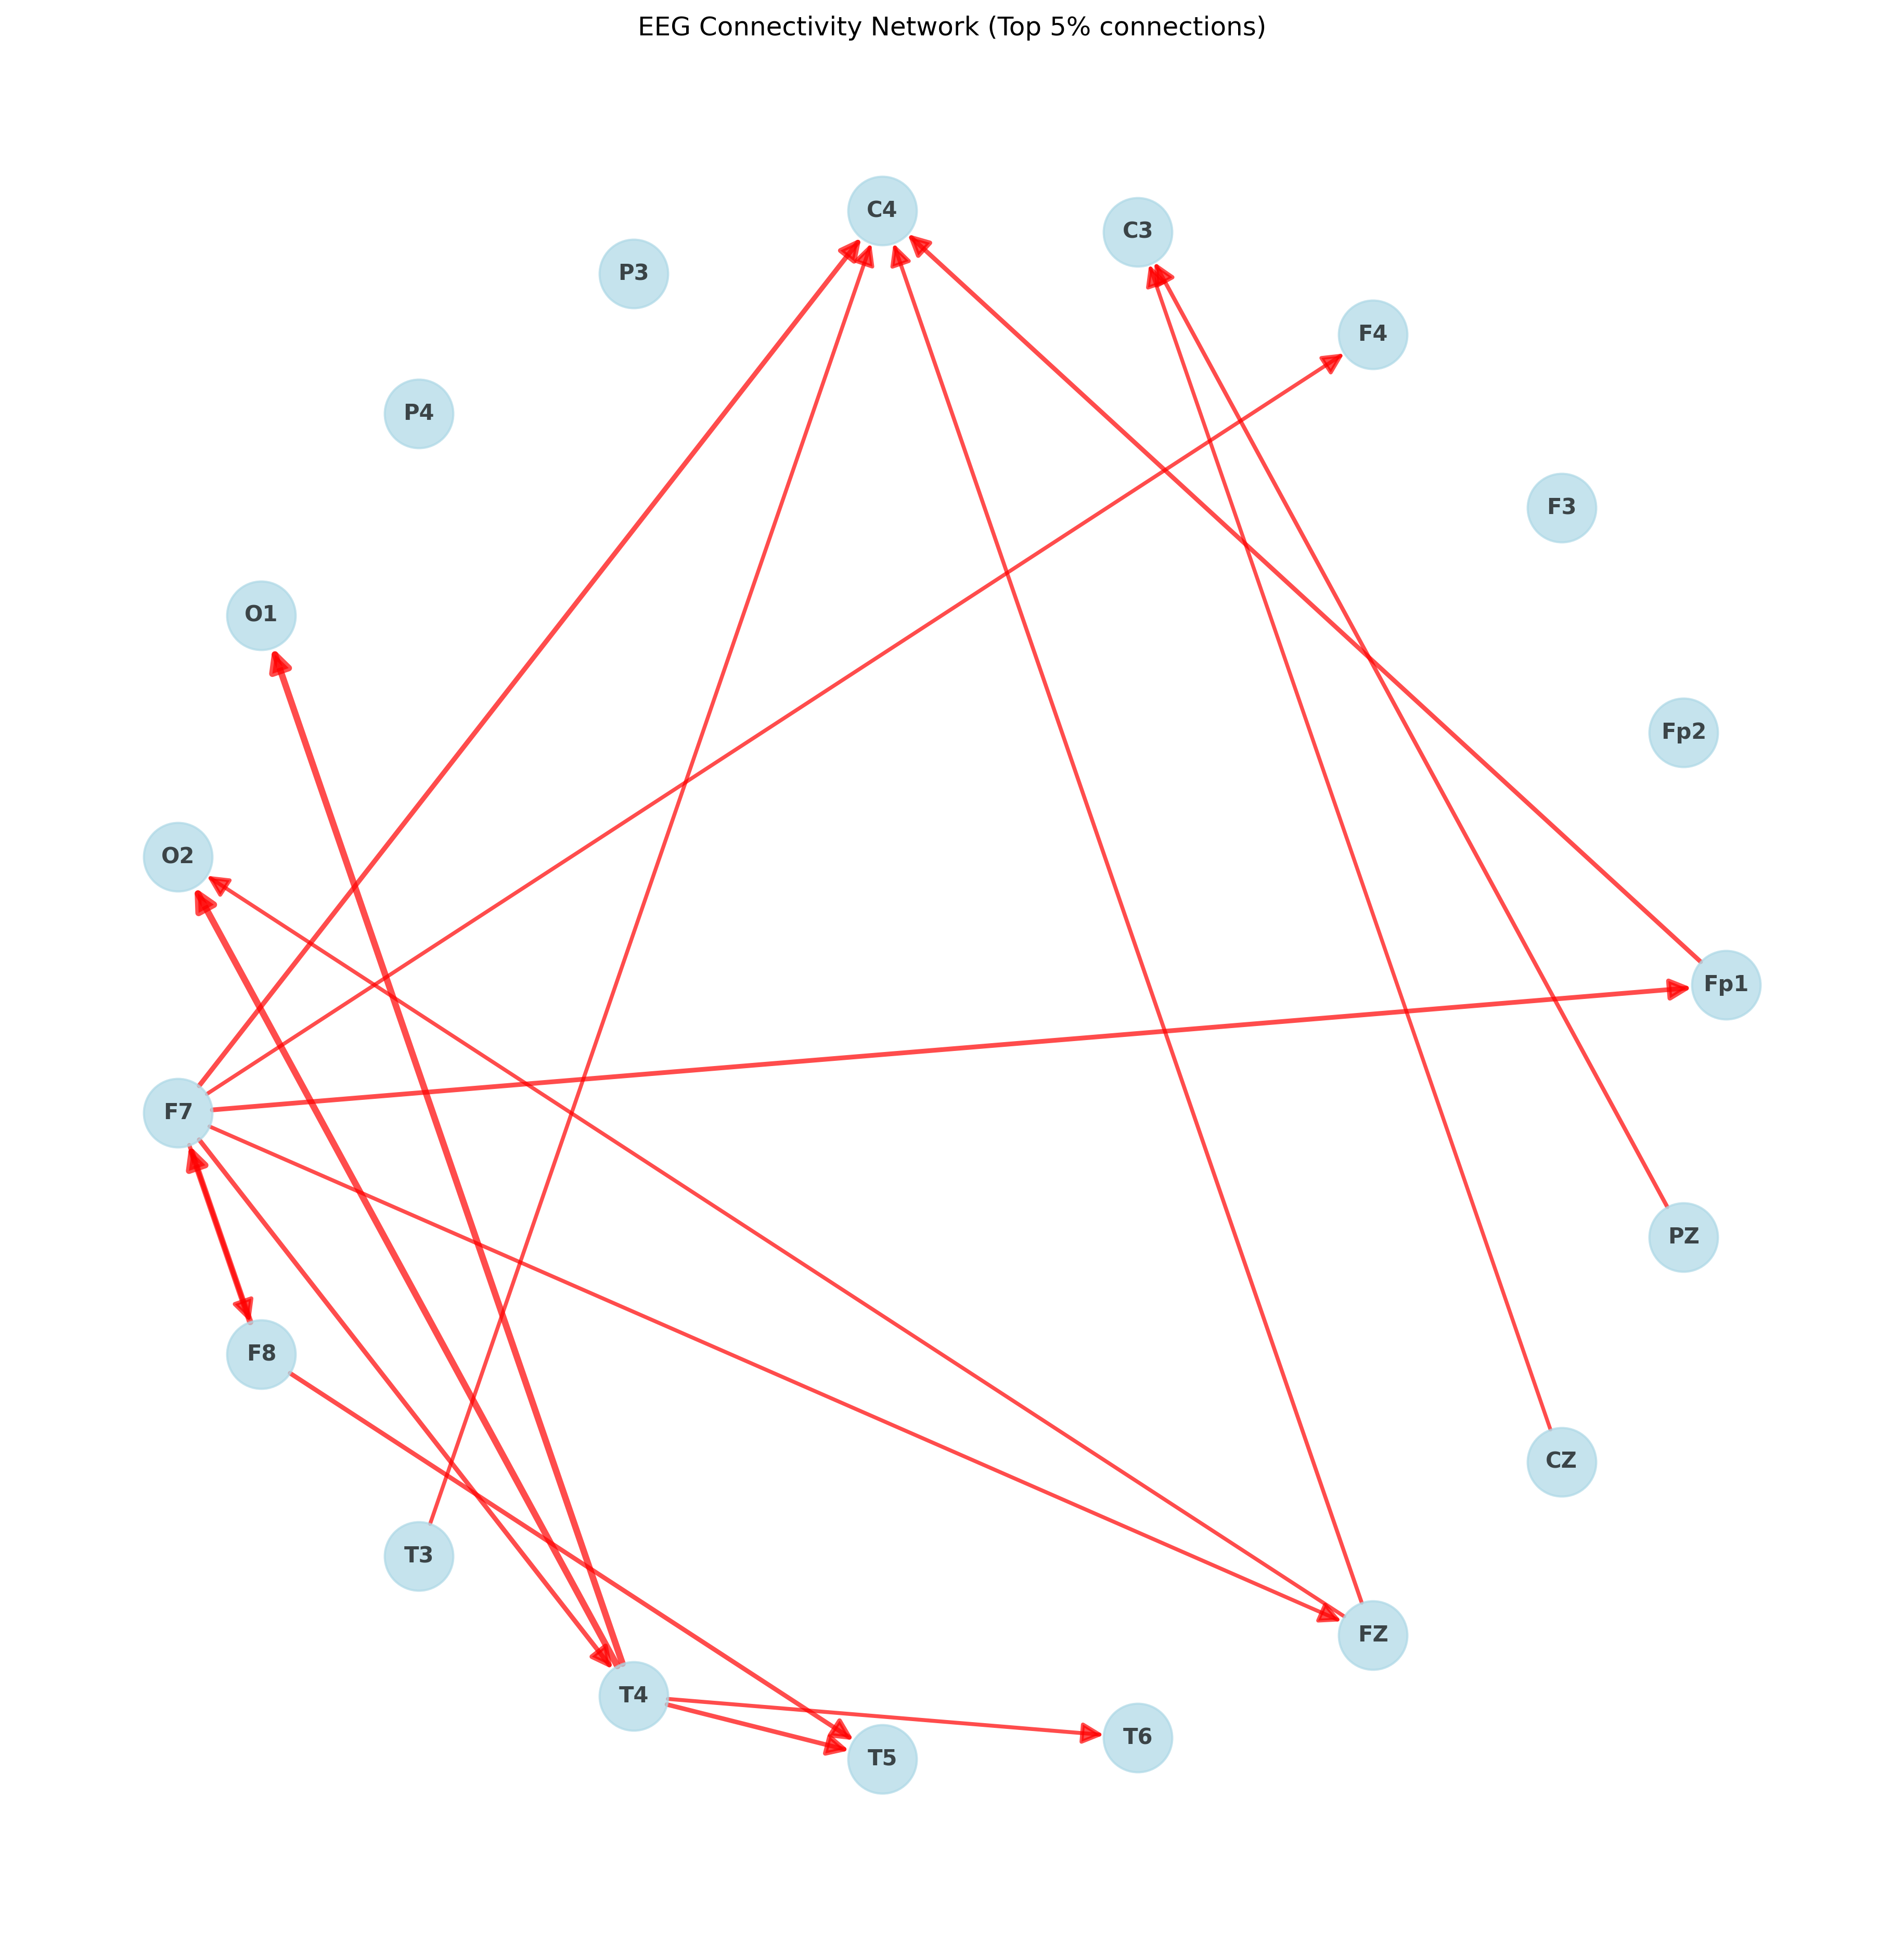 EEG Connectivity Network (Top 5% connections)
C4
C3
P3
F4
P4
F3
O1
Fp2
O2
Fp1
F7
PZ
F8
CZ
T3
FZ
T4
T6
T5